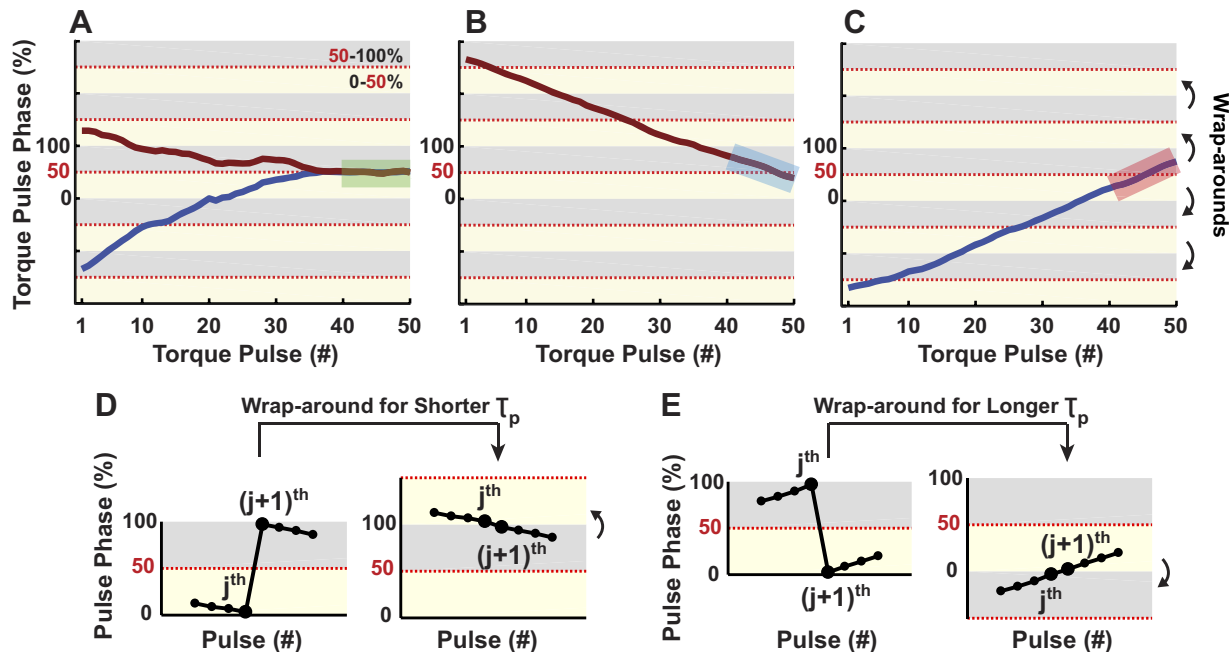 A
B
C
Torque Pulse Phase (%)
50-100%
0-50%
100
50
0
1
10
20
30
40
50
Torque Pulse (#)
100
50
0
1
10
20
30
40
50
Torque Pulse (#)
100
50
0
1
10
20
30
40
50
Torque Pulse (#)
Wrap-arounds
D
Wrap-around for Shorter τp
Pulse Phase (%)
100
50
0
(j+1)th
jth
Pulse (#)
100
50
0
jth
(j+1)th
Pulse (#)
E
Wrap-around for Longer τp
Pulse Phase (%)
100
50
0
jth
(j+1)th
Pulse (#)
100
50
0
(j+1)th
jth
Pulse (#)